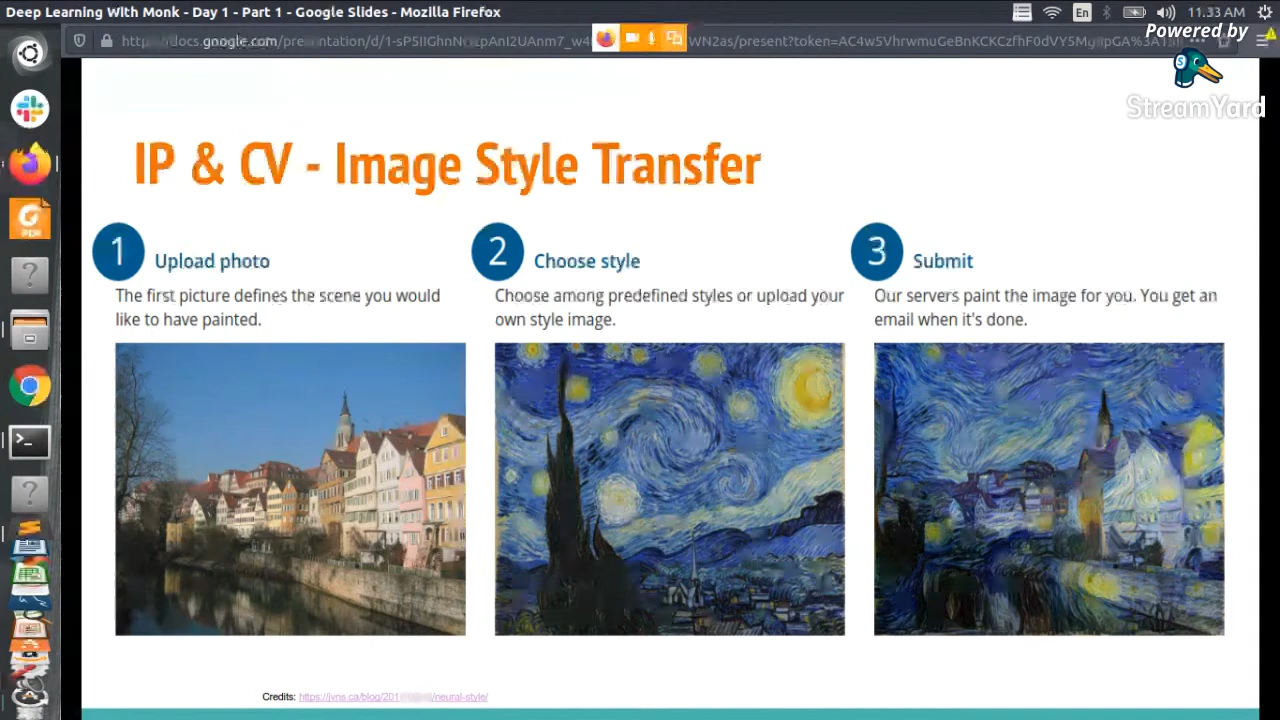 Deep Learning With Monk - Day 1 - Part 1 - Google Slides - Mozilla Firefox
En
11.33 AM
Powered by
StreamYard
IP & CV - Image Style Transfer
1 Upload photo
The first picture defines the scene you would
like to have painted.
2 Choose style
Choose among predefined styles or upload your
own style image.
3 Submit
Our servers paint the image for you. You get an
email when it's done.
PDF
Credits: